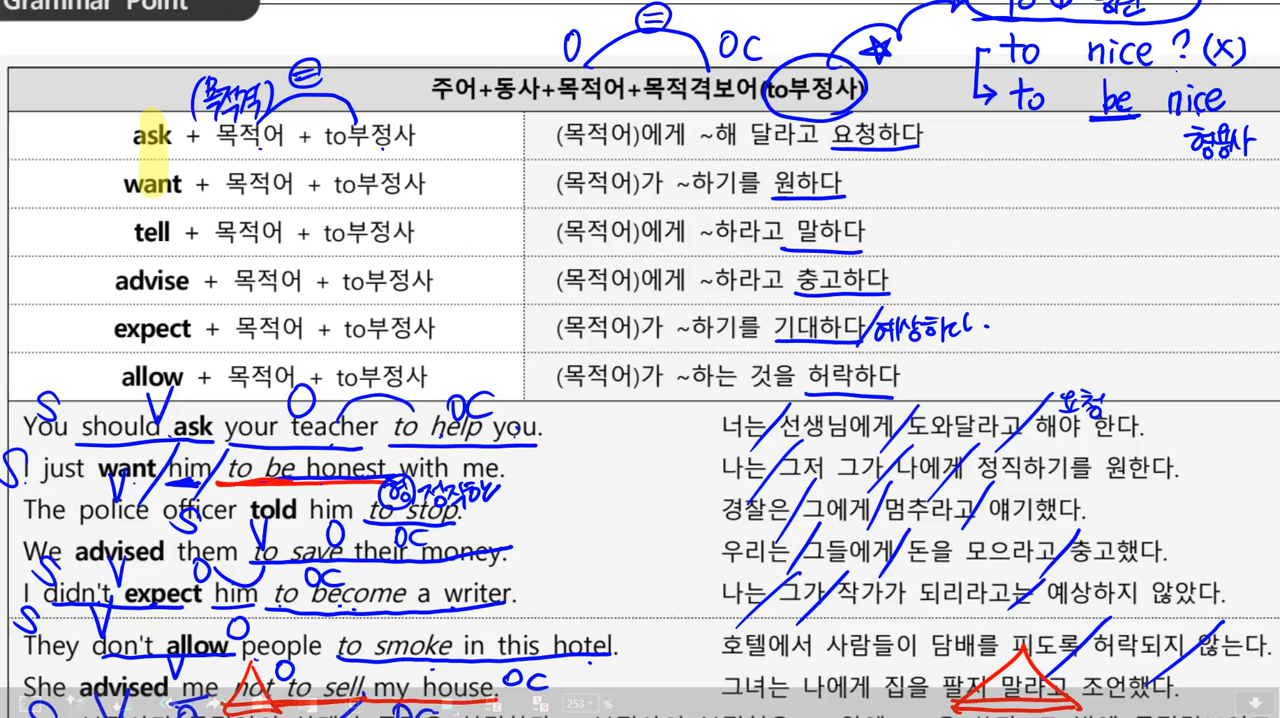 Grammar Point
to nice ? (x)
O = OC
to be nice
형용사
(목적격) =
주어+동사+목적어+목적격보어(to부정사)
ask + 목적어 + to부정사 (목적어)에게 ~해 달라고 요청하다
want + 목적어 + to부정사 (목적어)가 ~하기를 원하다
tell + 목적어 + to부정사 (목적어)에게 ~하라고 말하다
advise + 목적어 + to부정사 (목적어)에게 ~하라고 충고하다
expect + 목적어 + to부정사 (목적어)가 ~하기를 기대하다/예상하다.
allow + 목적어 + to부정사 (목적어)가 ~하는 것을 허락하다
S V O OC 요청
You should ask your teacher to help you. 너는 선생님에게 도와달라고 해야 한다.
S
I just want him to be honest with me. 나는 그저 그가 나에게 정직하기를 원한다.
V 형 정직한
The police officer told him to stop. 경찰은 그에게 멈추라고 얘기했다.
S V O OC
We advised them to save their money. 우리는 그들에게 돈을 모으라고 충고했다.
S V O OC
I didn't expect him to become a writer. 나는 그가 작가가 되리라고는 예상하지 않았다.
S V O
They don't allow people to smoke in this hotel. 호텔에서 사람들이 담배를 피도록 허락되지 않는다.
V O OC
She advised me not to sell my house. 그녀는 나에게 집을 팔지 말라고 조언했다.
S V O OC
253 %